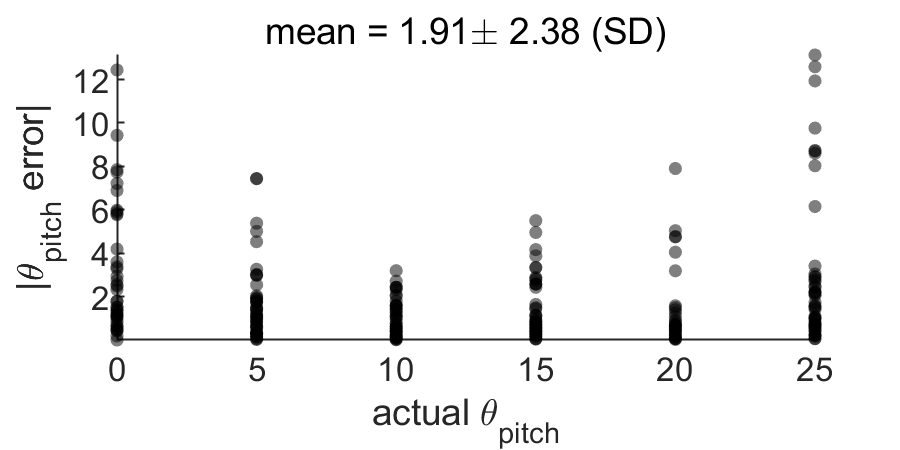 mean = 1.91± 2.38 (SD)
|θpitch error|
12
10
8
6
4
2
0 5 10 15 20 25
actual θpitch